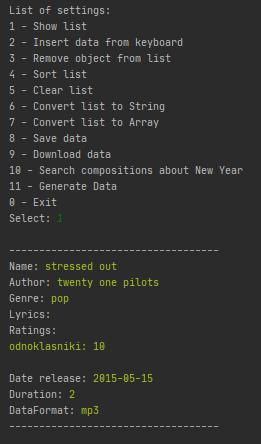 List of settings:
1 - Show list
2 - Insert data from keyboard
3 - Remove object from list
4 - Sort list
5 - Clear list
6 - Convert list to String
7 - Convert list to Array
8 - Save data
9 - Download data
10 - Search compositions about New Year
11 - Generate Data
0 - Exit
Select: 1
-----------------------------------
Name: stressed out
Author: twenty one pilots
Genre: pop
Lyrics:
Ratings:
odnoklasniki: 10
Date release: 2015-05-15
Duration: 2
DataFormat: mp3
-----------------------------------